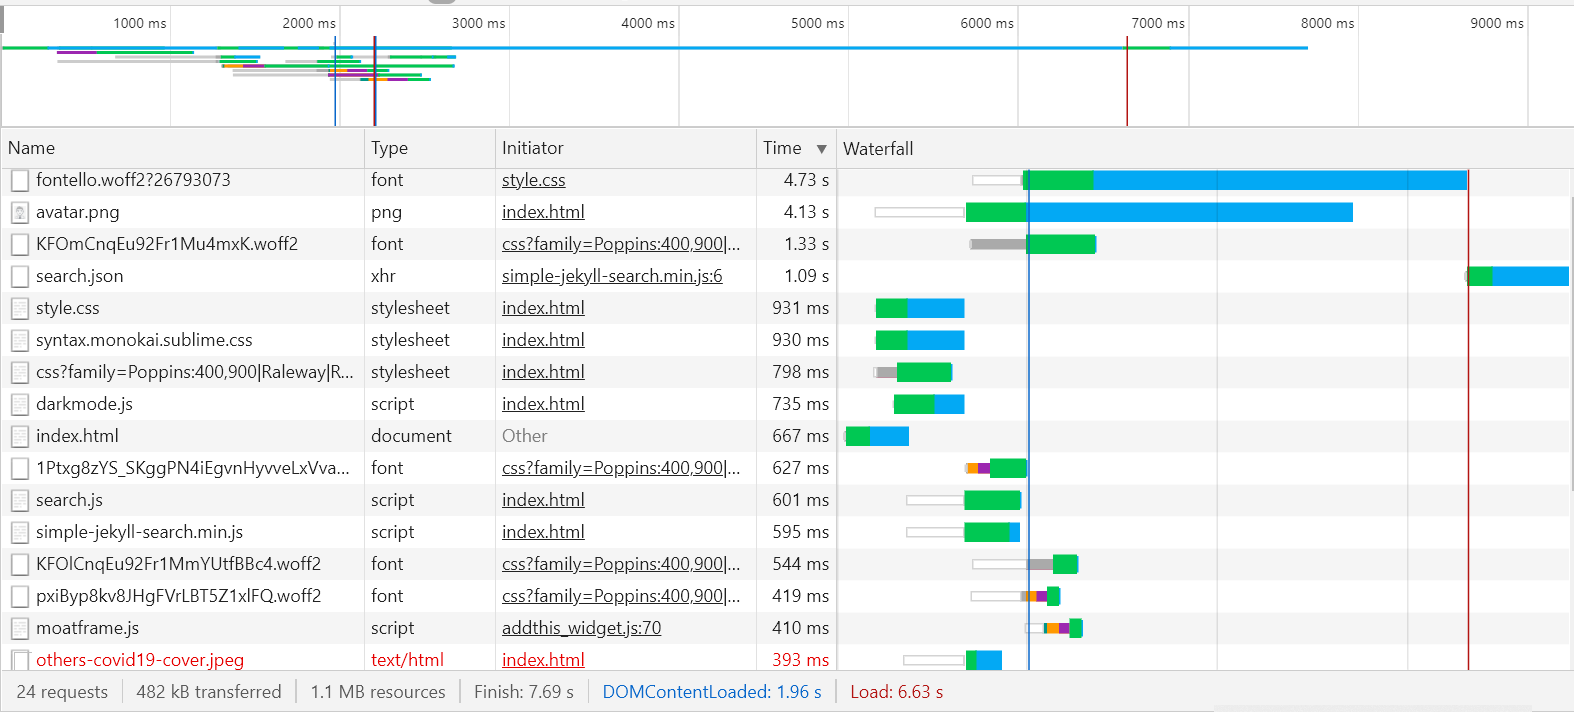 1000 ms 2000 ms 3000 ms 4000 ms 5000 ms 6000 ms 7000 ms 8000 ms 9000 ms
Name Type Initiator Time ▼ Waterfall
fontello.woff2?26793073 font style.css 4.73 s
avatar.png png index.html 4.13 s
KFOmCnqEu92Fr1Mu4mxK.woff2 font css?family=Poppins:400,900|... 1.33 s
search.json xhr simple-jekyll-search.min.js:6 1.09 s
style.css stylesheet index.html 931 ms
syntax.monokai.sublime.css stylesheet index.html 930 ms
css?family=Poppins:400,900|Raleway|R... stylesheet index.html 798 ms
darkmode.js script index.html 735 ms
index.html document Other 667 ms
1Ptxg8zYS_SKggPN4iEgvnHyvveLxVva... font css?family=Poppins:400,900|... 627 ms
search.js script index.html 601 ms
simple-jekyll-search.min.js script index.html 595 ms
KFOlCnqEu92Fr1MmYUtfBBc4.woff2 font css?family=Poppins:400,900|... 544 ms
pxiByp8kv8JHgFVrLBT5Z1xlFQ.woff2 font css?family=Poppins:400,900|... 419 ms
moatframe.js script addthis_widget.js:70 410 ms
others-covid19-cover.jpeg text/html index.html 393 ms
24 requests 482 kB transferred 1.1 MB resources Finish: 7.69 s DOMContentLoaded: 1.96 s Load: 6.63 s